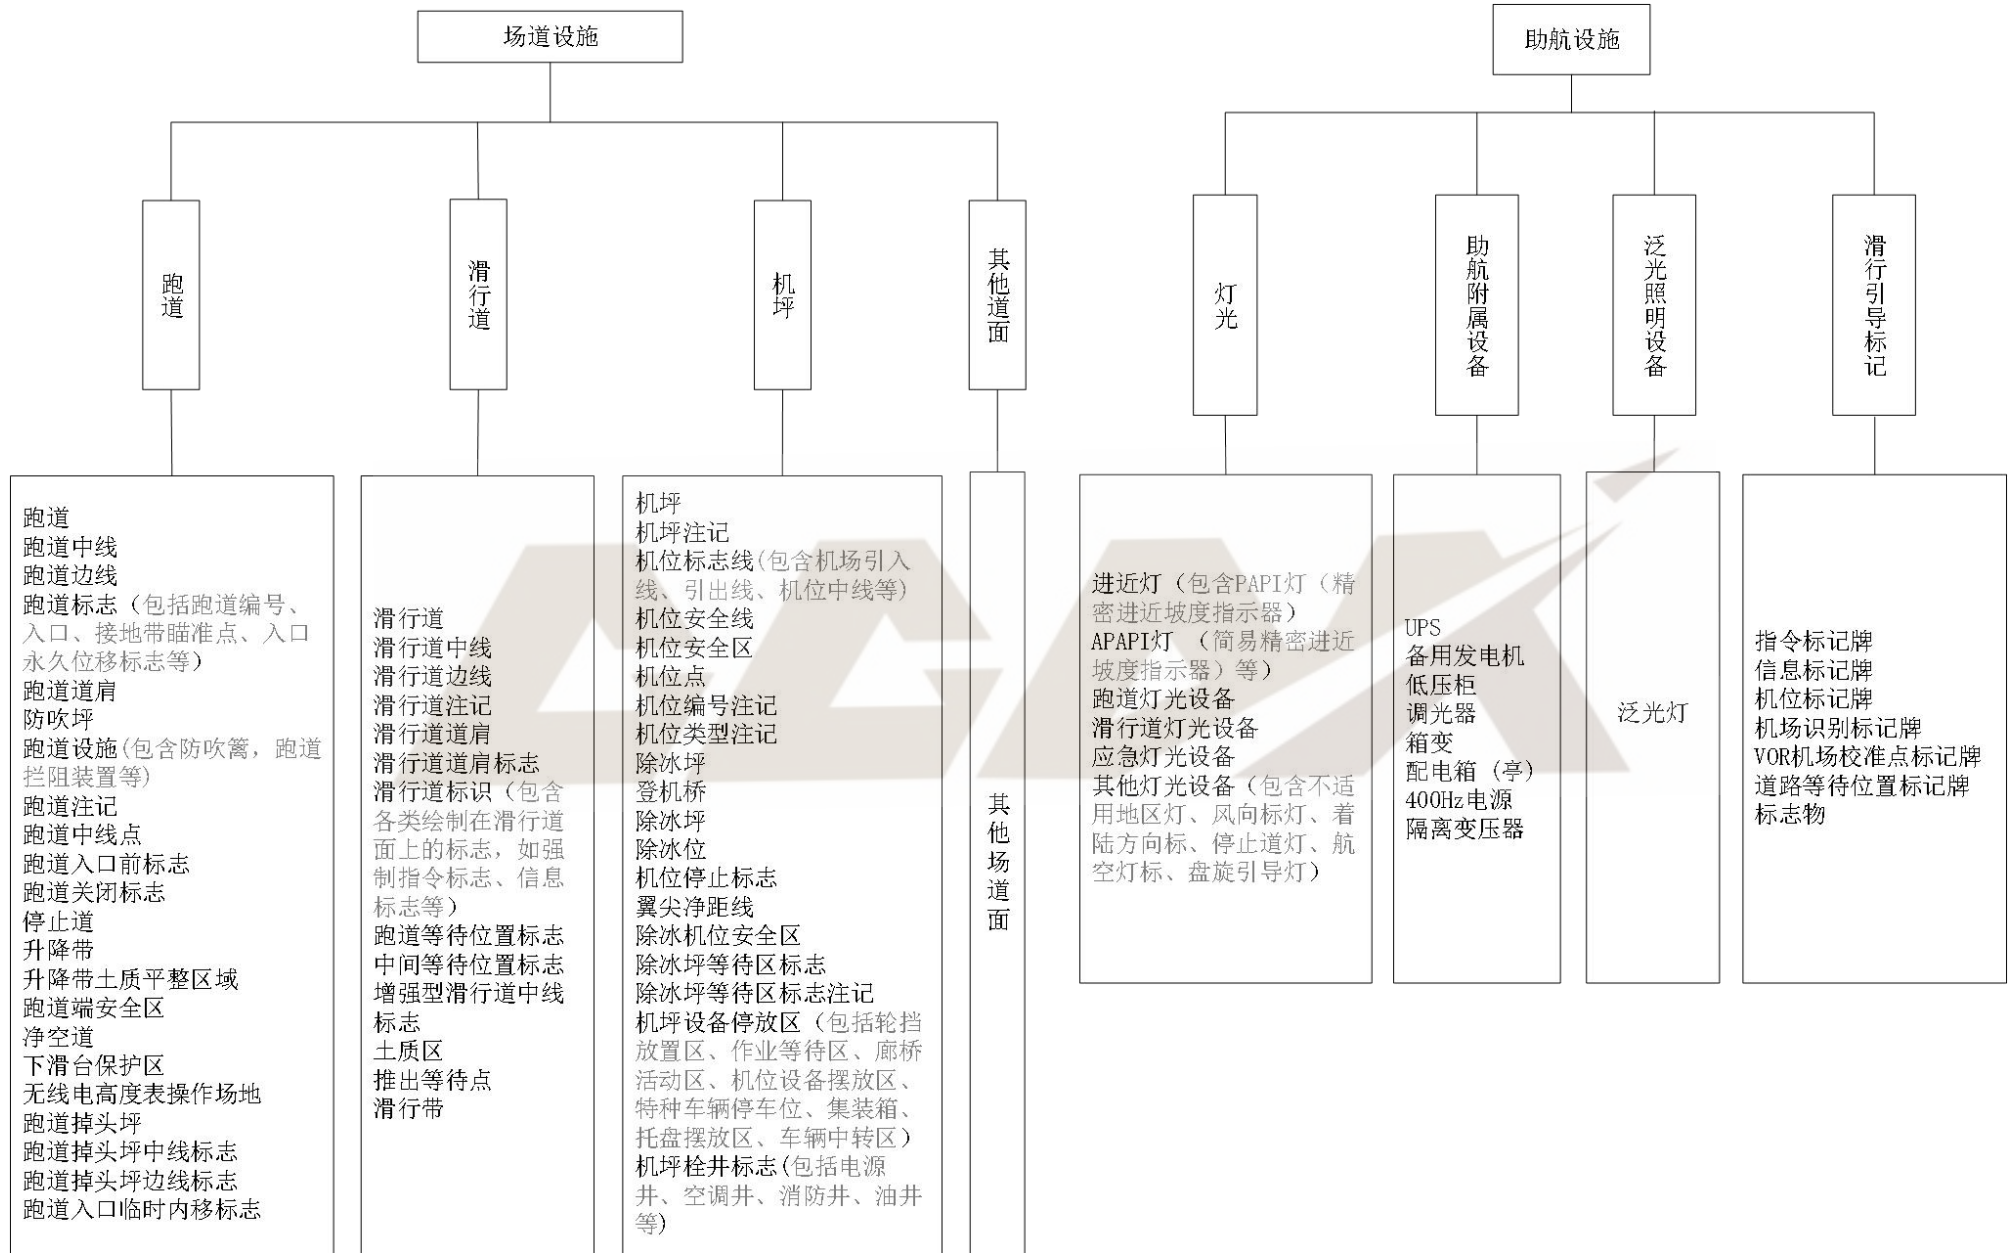 场道设施
跑道
滑行道
机坪
其他道面
跑道
跑道中线
跑道边线
跑道标志（包括跑道编号、
入口、接地带瞄准点、入口
永久位移标志等）
跑道道肩
防吹坪
跑道设施(包含防吹篱，跑道
拦阻装置等)
跑道注记
跑道中线点
跑道入口前标志
跑道关闭标志
停止道
升降带
升降带土质平整区域
跑道端安全区
净空道
下滑台保护区
无线电高度表操作场地
跑道掉头坪
跑道掉头坪中线标志
跑道掉头坪边线标志
跑道入口临时内移标志
滑行道
滑行道中线
滑行道边线
滑行道注记
滑行道道肩
滑行道道肩标志
滑行道标识（包含
各类绘制在滑行道
面上的标志，如强
制指令标志、信息
标志等）
跑道等待位置标志
中间等待位置标志
增强型滑行道中线
标志
土质区
推出等待点
滑行带
机坪
机坪注记
机位标志线(包含机场引入
线、引出线、机位中线等)
机位安全线
机位安全区
机位点
机位编号注记
机位类型注记
除冰坪
登机桥
除冰坪
除冰位
机位停止标志
翼尖净距线
除冰机位安全区
除冰坪等待区标志
除冰坪等待区标志注记
机坪设备停放区（包括轮挡
放置区、作业等待区、廊桥
活动区、机位设备摆放区、
特种车辆停车位、集装箱、
托盘摆放区、车辆中转区）
机坪栓井标志(包括电源
井、空调井、消防井、油井
等)
其他场道面
助航设施
灯光
助航附属设备
泛光照明设备
滑行引导标记
进近灯（包含PAPI灯（精
密进近坡度指示器）
APAPI灯 （简易精密进近
坡度指示器）等）
跑道灯光设备
滑行道灯光设备
应急灯光设备
其他灯光设备（包含不适
用地区灯、风向标灯、着
陆方向标、停止道灯、航
空灯标、盘旋引导灯）
UPS
备用发电机
低压柜
调光器
箱变
配电箱（亭）
400Hz电源
隔离变压器
泛光灯
指令标记牌
信息标记牌
机位标记牌
机场识别标记牌
VOR机场校准点标记牌
道路等待位置标记牌
标志物